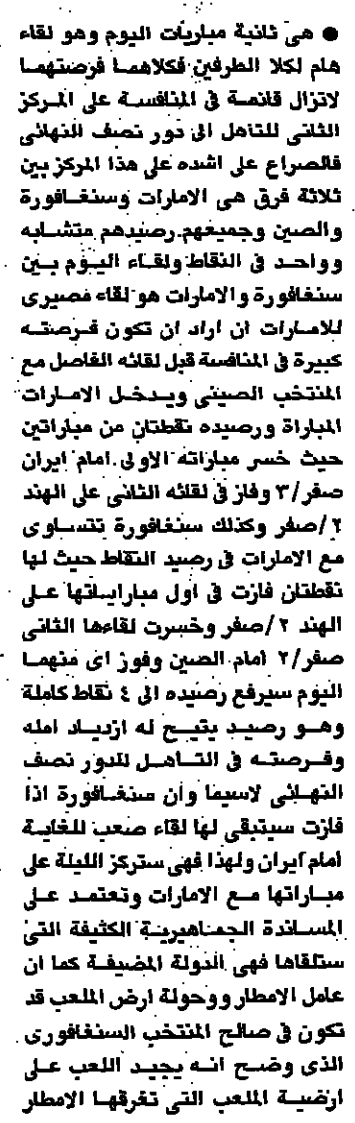 ● هى ثانية مباريات اليوم وهو لقاء
هام لكلا الطرفين فكلاهما فرصتهما
لاتزال قائمة فى المنافسة على المركز
الثانى للتاهل الى دور نصف النهائى
فالصراع على اشده على هذا المركز بين
ثلاثة فرق هى الامارات وسنغافورة
والصين وجميعهم رصيدهم متشابه
وواحد فى النقاط ولقاء اليوم بين
سنغافورة والامارات هو لقاء مصيرى
للامارات ان اراد ان تكون فرصته
كبيرة فى المنافسة قبل لقائه الفاصل مع
المنتخب الصينى ويدخل الامارات
المباراة ورصيده نقطتان من مباراتين
حيث خسر مباراته الاولى امام ايران
صفر/٣ وفاز فى لقائه الثانى على الهند
٢/صفر وكذلك سنغافورة تتساوى
مع الامارات فى رصيد النقاط حيث لها
نقطتان فازت فى اول مبارياتها على
الهند ٢/صفر وخسرت لقاءها الثانى
صفر/٢ امام الصين وفوز اى منهما
اليوم سيرفع رصيده الى ٤ نقاط كاملة
وهو رصيد يتيح له ازدياد امله
وفرصته فى التاهل للدور نصف
النهائى لاسيما وأن سنغافورة اذا
فازت سيتبقى لها لقاء صعب للغاية
امام ايران ولهذا فهى ستركز الليلة على
مباراتها مع الامارات وتعتمد على
المساندة الجماهيرية الكثيفة التى
ستلقاها فهى الدولة المضيفة كما ان
عامل الامطار ووحولة ارض الملعب قد
تكون فى صالح المنتخب السنغافورى
الذى وضح انه يجيد اللعب على
ارضية الملعب التى تغرقها الامطار